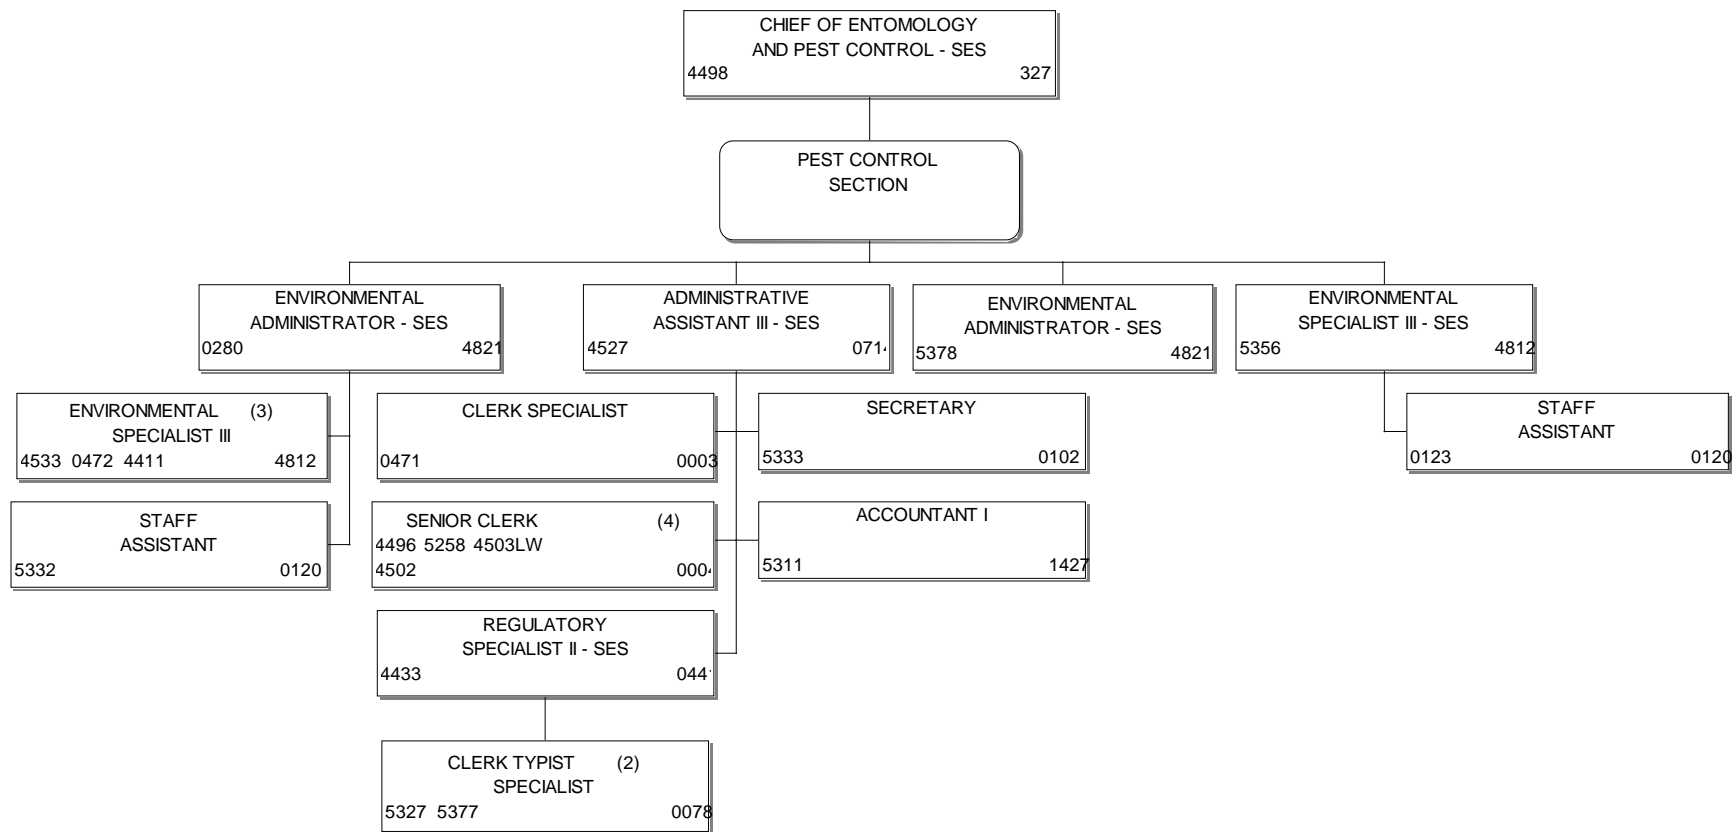 CHIEF OF ENTOMOLOGY
AND PEST CONTROL - SES
4498 327
PEST CONTROL
SECTION
ENVIRONMENTAL
ADMINISTRATOR - SES
0280 4821
ADMINISTRATIVE
ASSISTANT III - SES
4527
ENVIRONMENTAL
ADMINISTRATOR - SES
5378 4821
ENVIRONMENTAL
SPECIALIST III - SES
5356 4812
ENVIRONMENTAL (3)
SPECIALIST III
4533 0472 4411 4812
CLERK SPECIALIST
0471 0003
SECRETARY
5333 0102
STAFF
ASSISTANT
0123 0120
STAFF
ASSISTANT
5332 0120
SENIOR CLERK (4)
4496 5258 4503LW
4502
ACCOUNTANT I
5311 1427
REGULATORY
SPECIALIST II - SES
4433
CLERK TYPIST (2)
SPECIALIST
5327 5377 0078